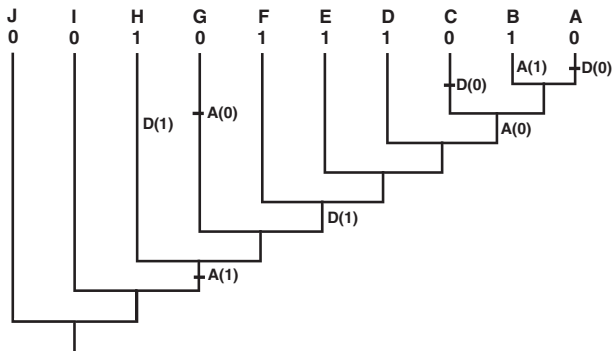 J I H G F E D C B A
0 0 1 0 1 1 1 0 1 0
A(1) D(0)
D(0)
D(1) A(0)
A(0)
D(1)
A(1)